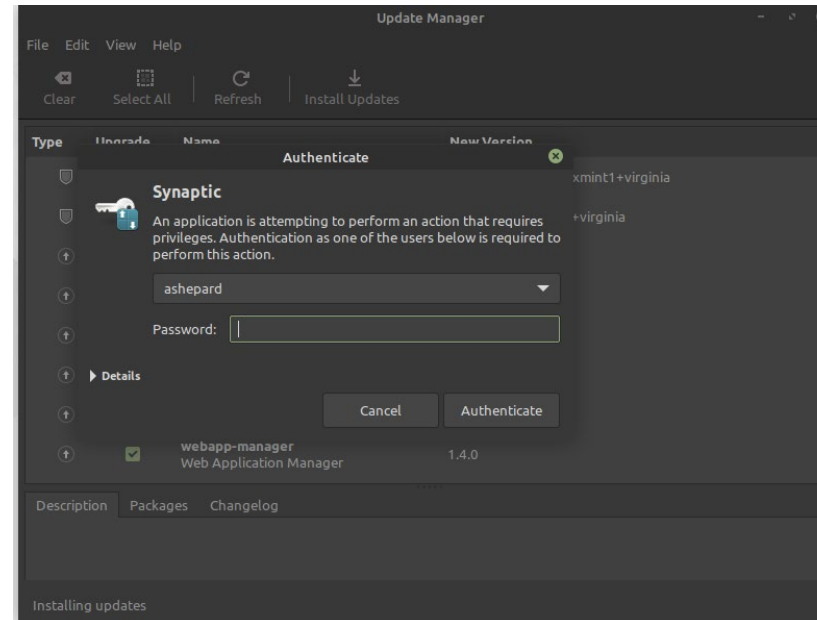 Update Manager
File Edit View Help
Clear Select All Refresh Install Updates
Type Upgrade Name New Version
Authenticate
xmint1+virginia
Synaptic
+virginia
An application is attempting to perform an action that requires
privileges. Authentication as one of the users below is required to
perform this action.
ashepard
Password:
Details
Cancel Authenticate
webapp-manager
Web Application Manager 1.4.0
Description Packages Changelog
Installing updates